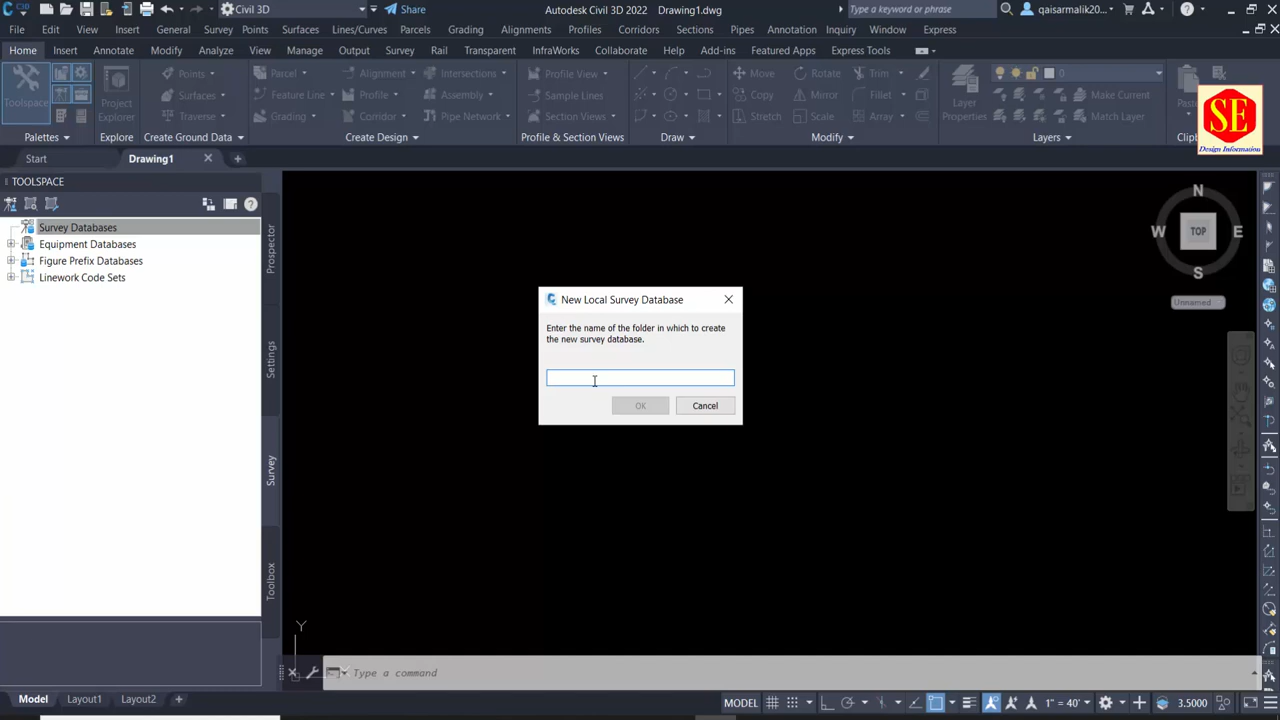 Civil 3D
Share
Autodesk Civil 3D 2022 Drawing1.dwg
Type a keyword or phrase
qaisarmalik20...
File Edit View Insert General Survey Points Surfaces Lines/Curves Parcels Grading Alignments Profiles Corridors Sections Pipes Annotation Inquiry Window Express
Home Insert Annotate Modify Analyze View Manage Output Survey Rail Transparent InfraWorks Collaborate Help Add-ins Featured Apps Express Tools
Toolspace
Palettes
Project
Explorer
Explore
Points
Surfaces
Traverse
Create Ground Data
Parcel
Feature Line
Grading
Alignment
Profile
Corridor
Intersections
Assembly
Pipe Network
Create Design
Profile View
Sample Lines
Section Views
Profile & Section Views
Draw
Move
Copy
Stretch
Rotate
Mirror
Scale
Trim
Fillet
Array
Modify
Layer
Properties
0
Make Current
Match Layer
Layers
Paste
Clipb
SE
Design Information
Start
Drawing1
TOOLSPACE
Survey Databases
Equipment Databases
Figure Prefix Databases
Linework Code Sets
Prospector
Settings
Survey
Toolbox
New Local Survey Database
Enter the name of the folder in which to create
the new survey database.
OK Cancel
N
W TOP E
S
Unnamed
Y
Type a command
Model Layout1 Layout2
MODEL
1" = 40'
3.5000